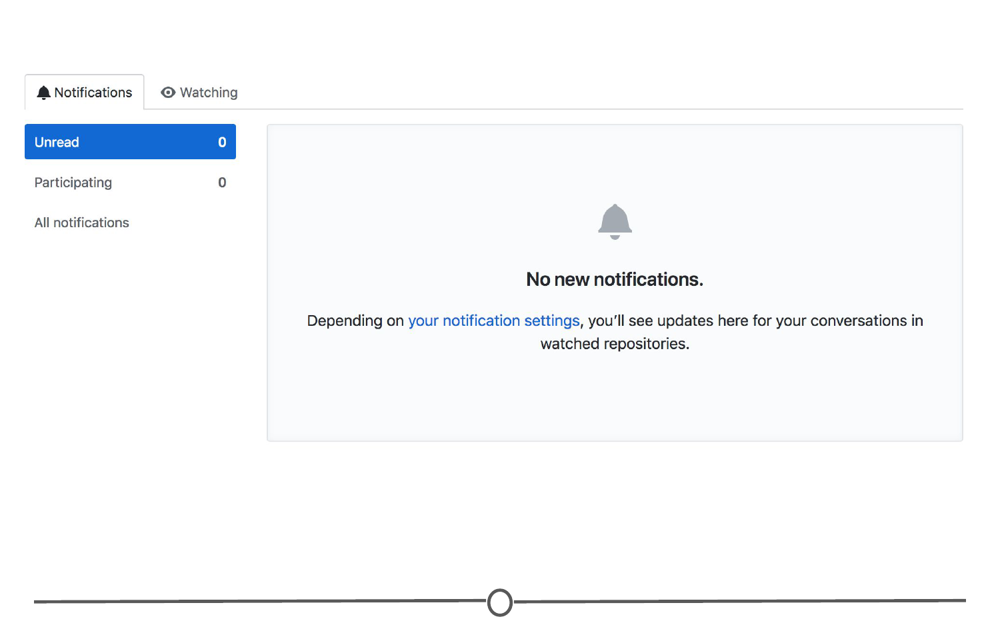 Notifications Watching
Unread 0
Participating 0
All notifications
No new notifications.
Depending on your notification settings, you’ll see updates here for your conversations in
watched repositories.